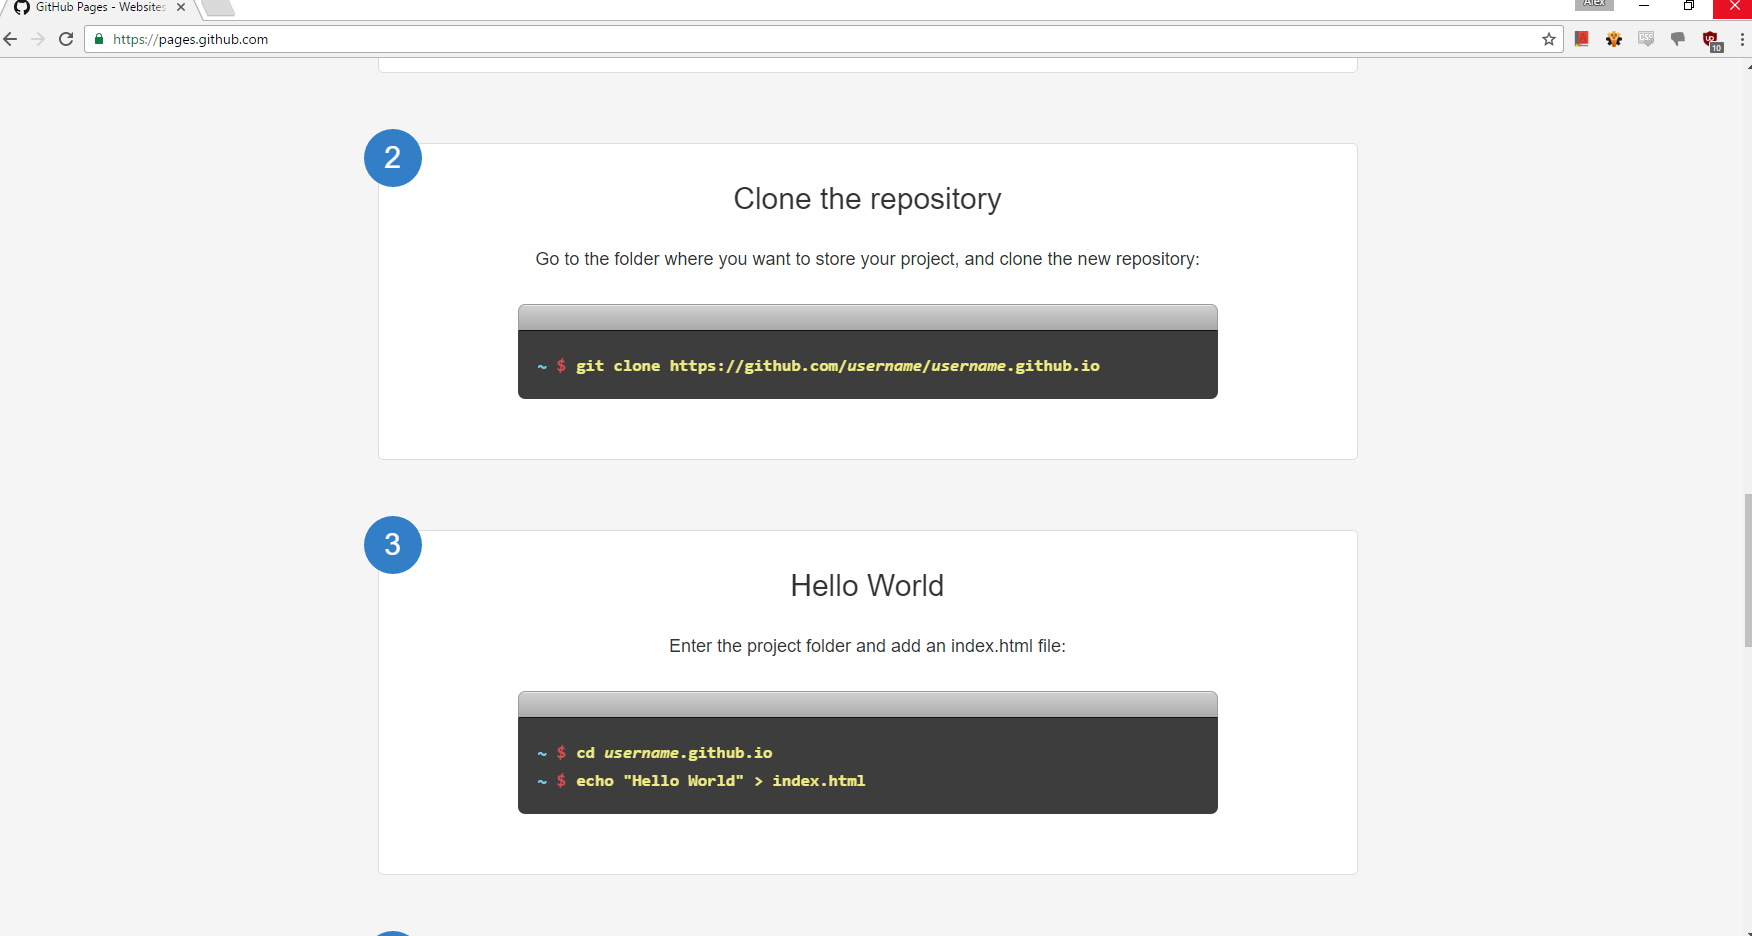 GitHub Pages - Websites
Alex
https://pages.github.com
CSS
10
2
Clone the repository
Go to the folder where you want to store your project, and clone the new repository:
~ $ git clone https://github.com/username/username.github.io
3
Hello World
Enter the project folder and add an index.html file:
~ $ cd username.github.io
~ $ echo "Hello World" > index.html